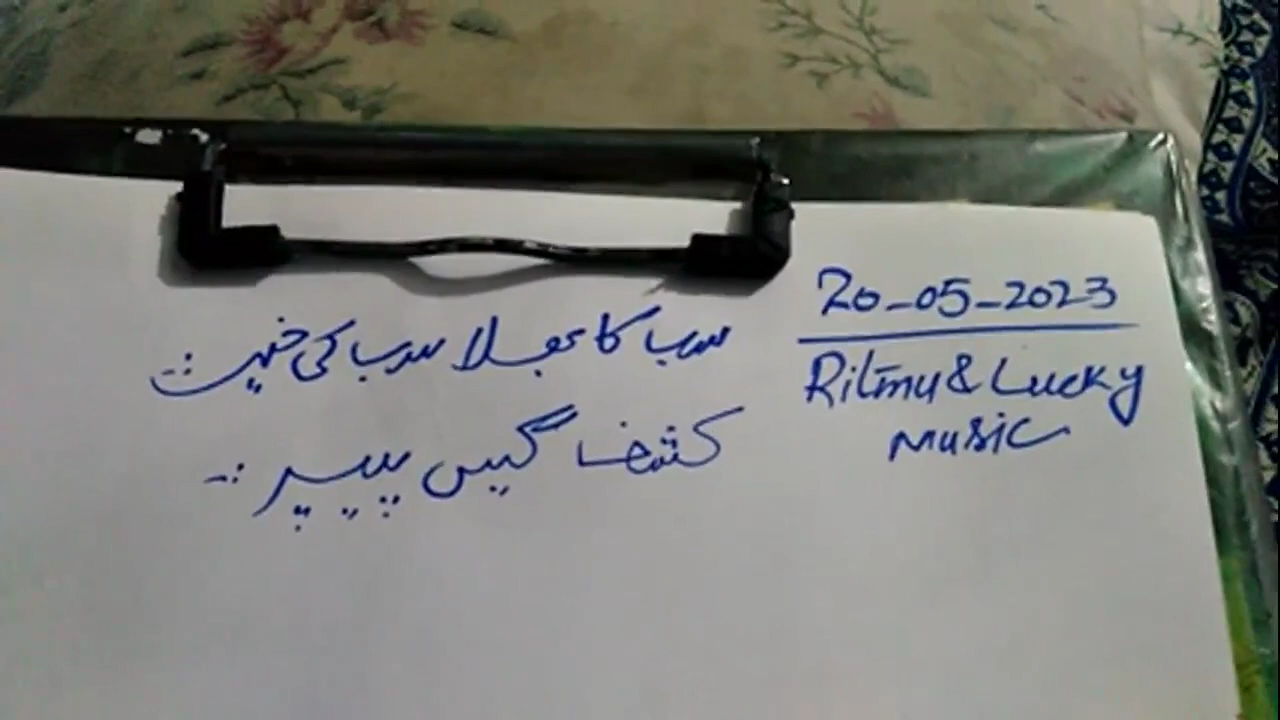 20-05-2023
Ritmu & Lucky
Music
سب کا بھلا سب کی خیر
کشف گیس پیپر